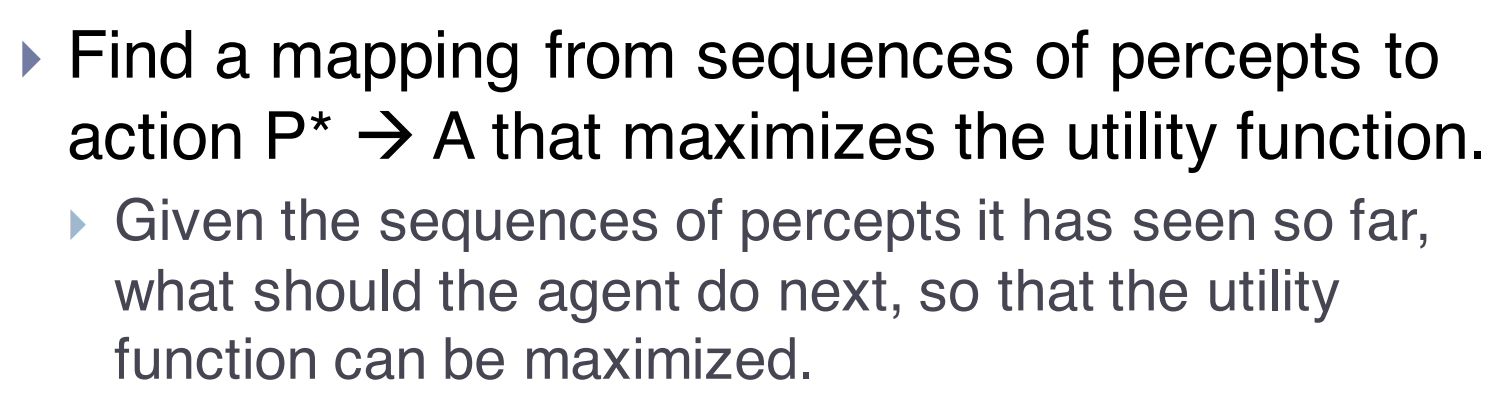 Find a mapping from sequences of percepts to
action P* → A that maximizes the utility function.
Given the sequences of percepts it has seen so far,
what should the agent do next, so that the utility
function can be maximized.